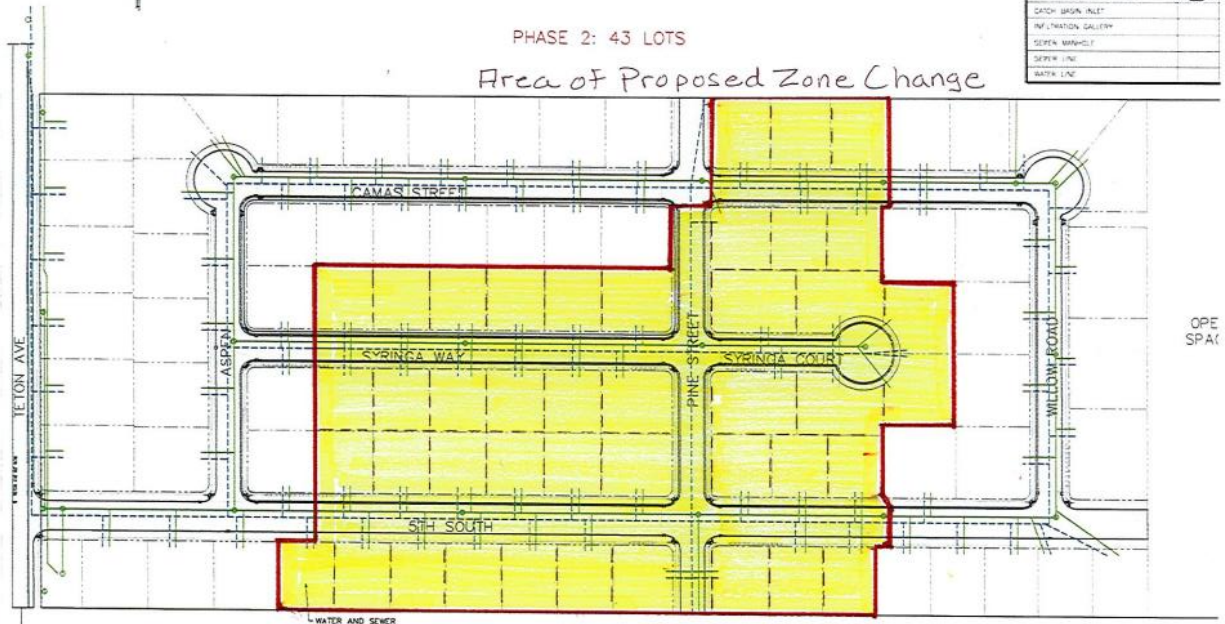 CATCH BASIN INLET
INFILTRATION GALLERY
SEWER MANHOLE
SEWER LINE
WATER LINE
PHASE 2: 43 LOTS
Area of Proposed Zone Change
CAMAS STREET
TETON AVE
ASPEN
SYRINGA WAY
PINE STREET
SYRINGA COURT
WILLOW ROAD
OPE
SPA
5TH SOUTH
WATER AND SEWER